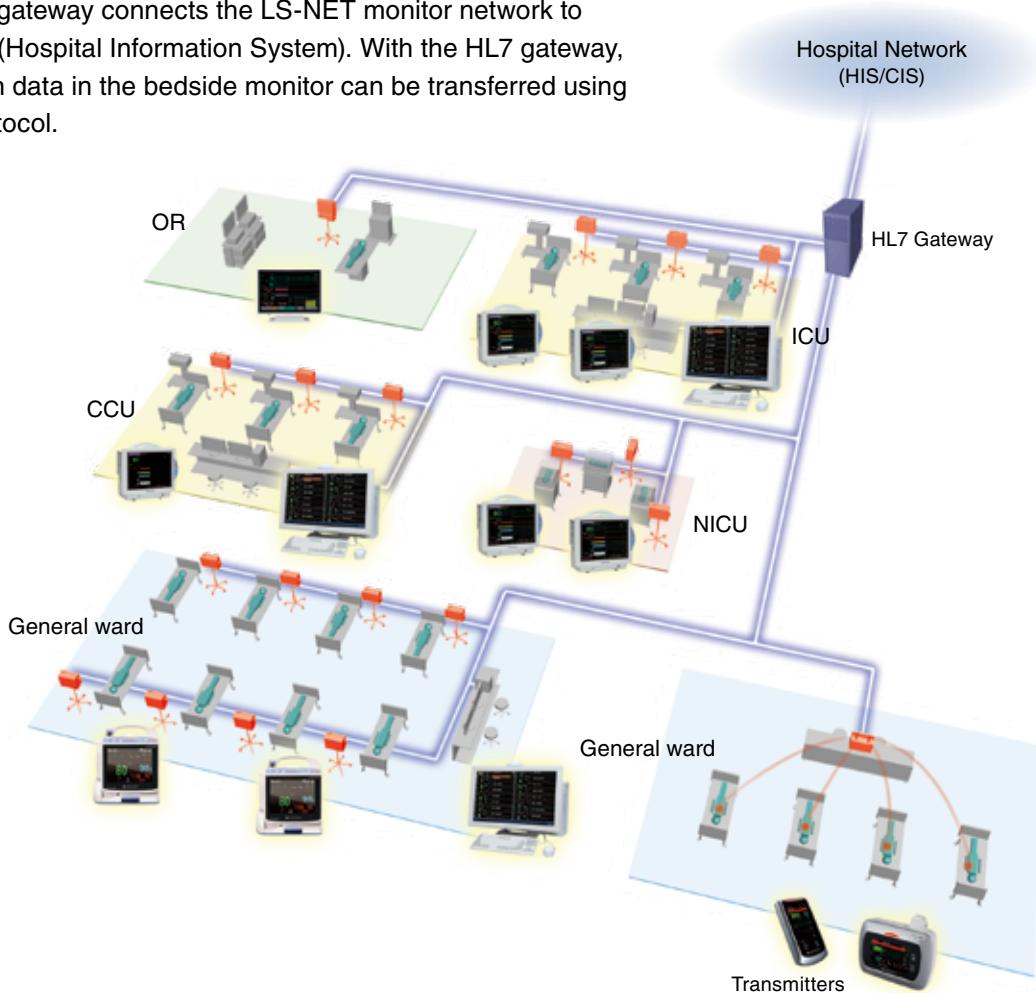 gateway connects the LS-NET monitor network to
(Hospital Information System). With the HL7 gateway,
data in the bedside monitor can be transferred using
Hospital Network
(HIS/CIS)
OR
HL7 Gateway
ICU
CCU
NICU
General ward
General ward
Transmitters